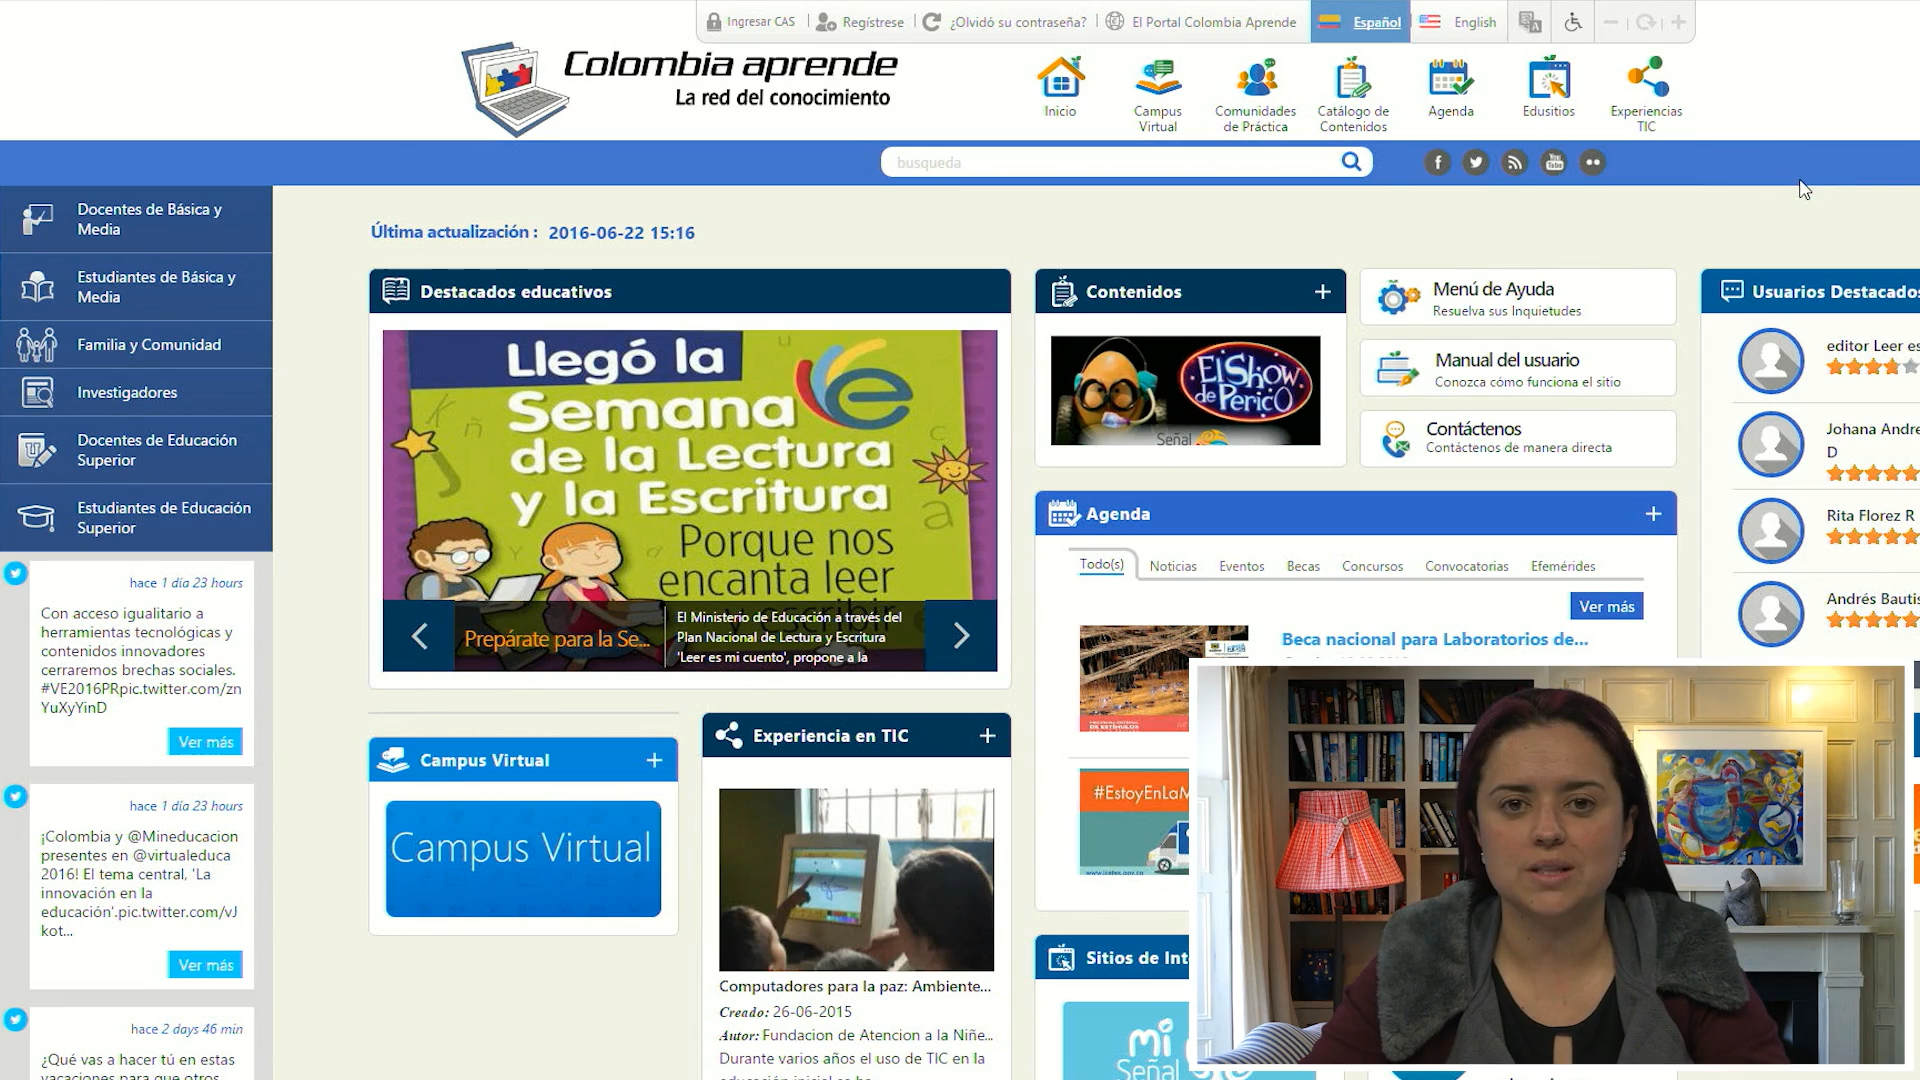 Ingresar CAS
Regístrese
¿Olvidó su contraseña?
El Portal Colombia Aprende
Español
English
Colombia aprende
La red del conocimiento
Inicio
Campus
Virtual
Comunidades
de Práctica
Catálogo de
Contenidos
Agenda
Edusitios
Experiencias
TIC
busqueda
Docentes de Básica y
Media
Estudiantes de Básica y
Media
Familia y Comunidad
Investigadores
Docentes de Educación
Superior
Estudiantes de Educación
Superior
hace 1 día 23 hours
Con acceso igualitario a
herramientas tecnológicas y
contenidos innovadores
cerraremos brechas sociales.
#VE2016PRpic.twitter.com/zn
YuXyYinD
Ver más
hace 1 día 23 hours
¡Colombia y @Mineducacion
presentes en @virtualeduca
2016! El tema central, 'La
innovación en la
educación'.pic.twitter.com/vJ
kot...
Ver más
hace 2 days 46 min
¿Qué vas a hacer tú en estas
vacaciones para que otros
Última actualización : 2016-06-22 15:16
Destacados educativos
Llegó la
Semana
de la Lectura
y la Escritura
Porque nos
encanta leer
y escribir
Prepárate para la Se...
El Ministerio de Educación a través del
Plan Nacional de Lectura y Escritura
'Leer es mi cuento', propone a la
Campus Virtual
Campus Virtual
Experiencia en TIC
Computadores para la paz: Ambiente...
Creado: 26-06-2015
Autor: Fundacion de Atencion a la Niñe...
Durante varios años el uso de TIC en la
Contenidos
El Show
de Perico
Señal
Menú de Ayuda
Resuelva sus Inquietudes
Manual del usuario
Conozca cómo funciona el sitio
Contáctenos
Contáctenos de manera directa
Agenda
Todo(s)
Noticias
Eventos
Becas
Concursos
Convocatorias
Efemérides
Ver más
Beca nacional para Laboratorios de...
#EstoyEnLaM
www.icetex.gov.co
Sitios de Int
mi
Señal
Usuarios Destacados
editor Leer es
Johana Andre
D
Rita Florez R
Andrés Bautis